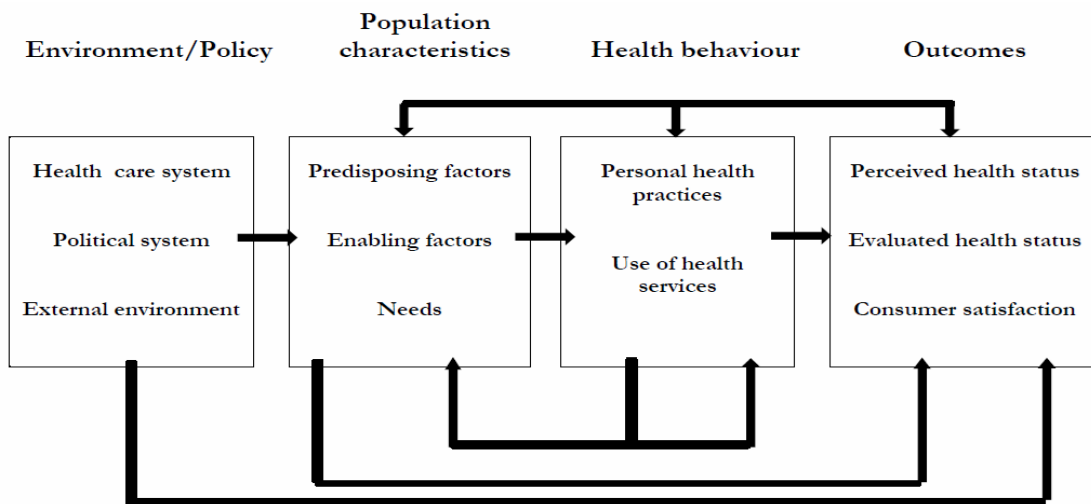 Environment/Policy
Population
characteristics
Health behaviour
Outcomes
Health care system
Political system
External environment
Predisposing factors
Enabling factors
Needs
Personal health
practices
Use of health
services
Perceived health status
Evaluated health status
Consumer satisfaction